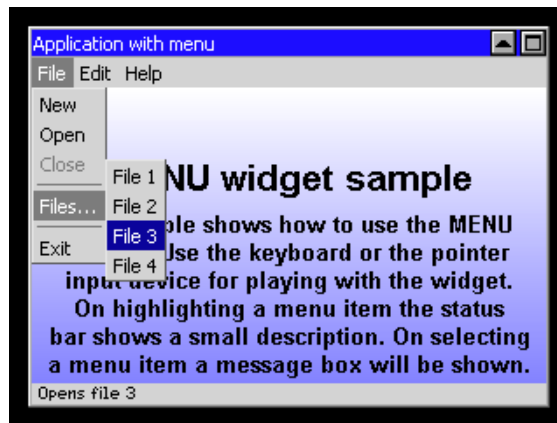 Application with menu
File Edit Help
New
Open
Close
Files...
Exit
File 1
File 2
File 3
File 4
NU widget sample
ple shows how to use the MENU
Use the keyboard or the pointer
input device for playing with the widget.
On highlighting a menu item the status
bar shows a small description. On selecting
a menu item a message box will be shown.
Opens file 3